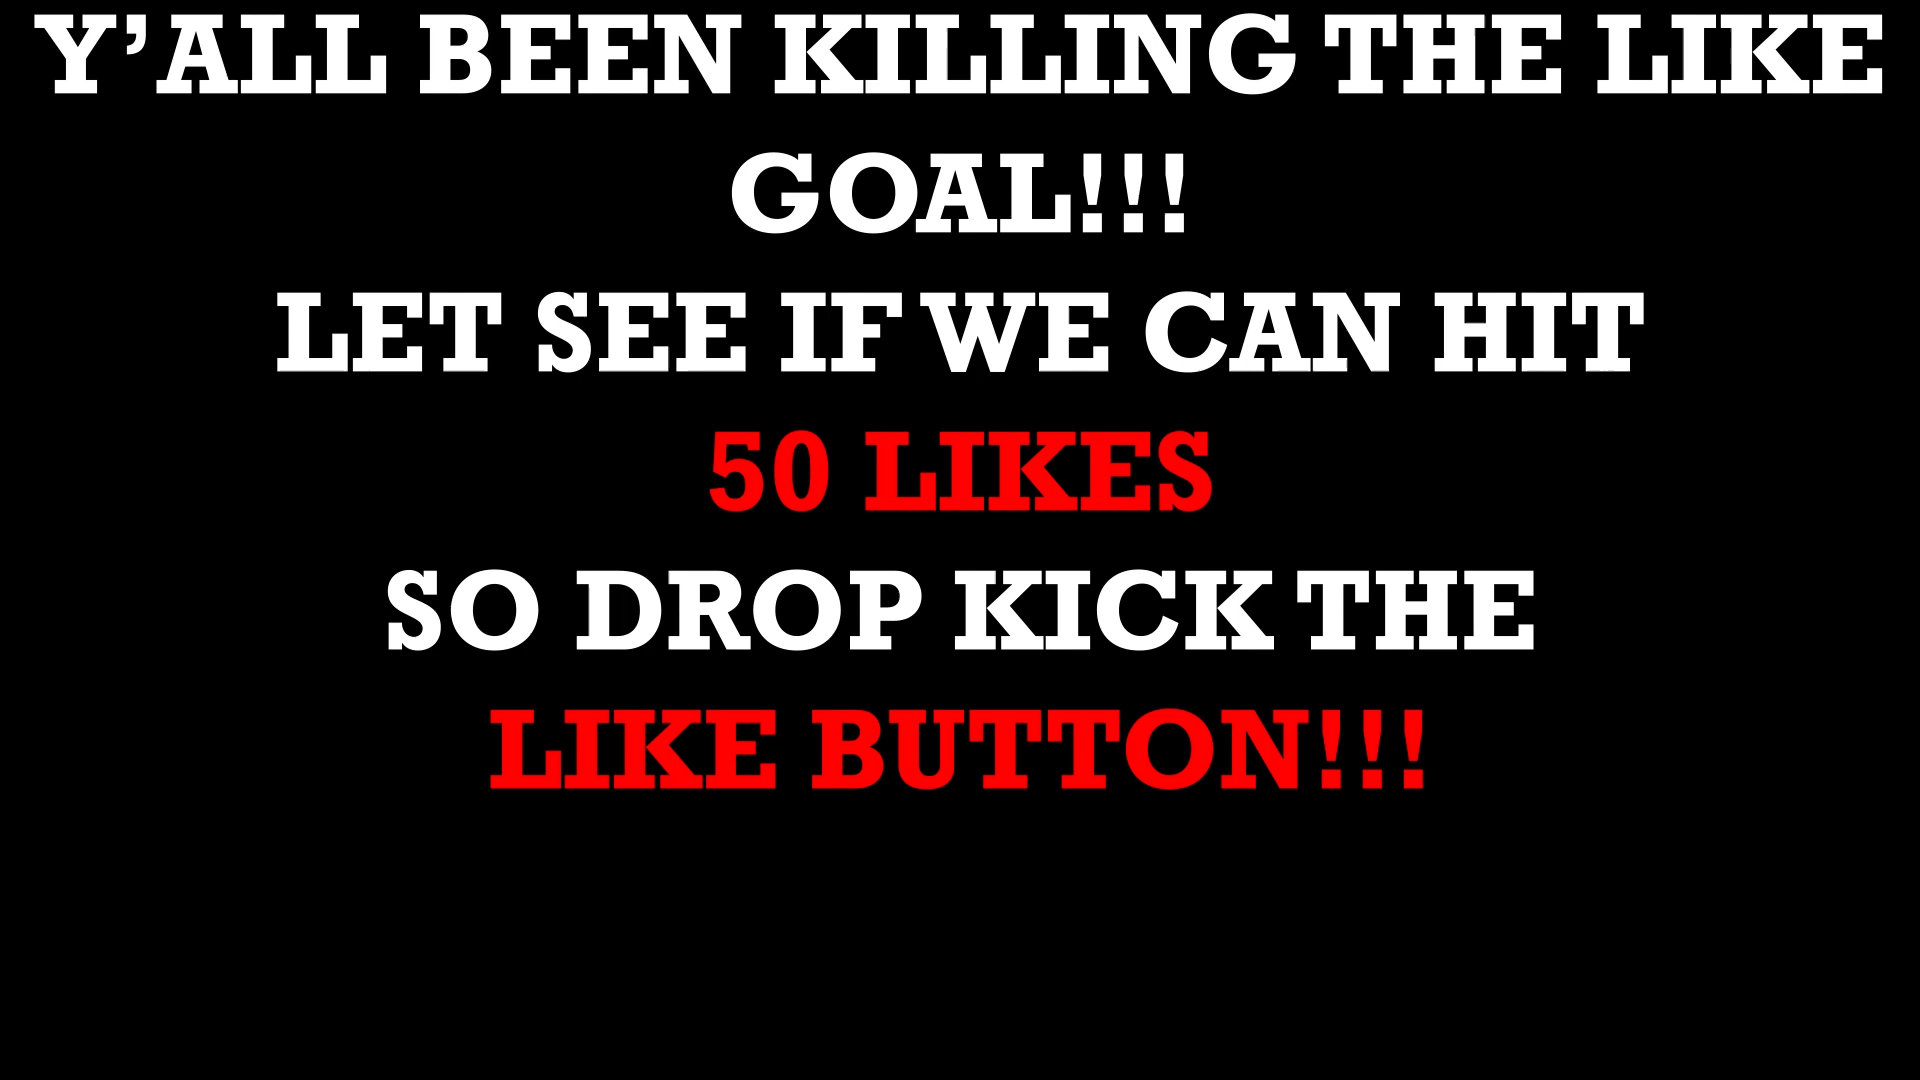 Y’ALL BEEN KILLING THE LIKE
GOAL!!!
LET SEE IF WE CAN HIT
50 LIKES
SO DROP KICK THE
LIKE BUTTON!!!